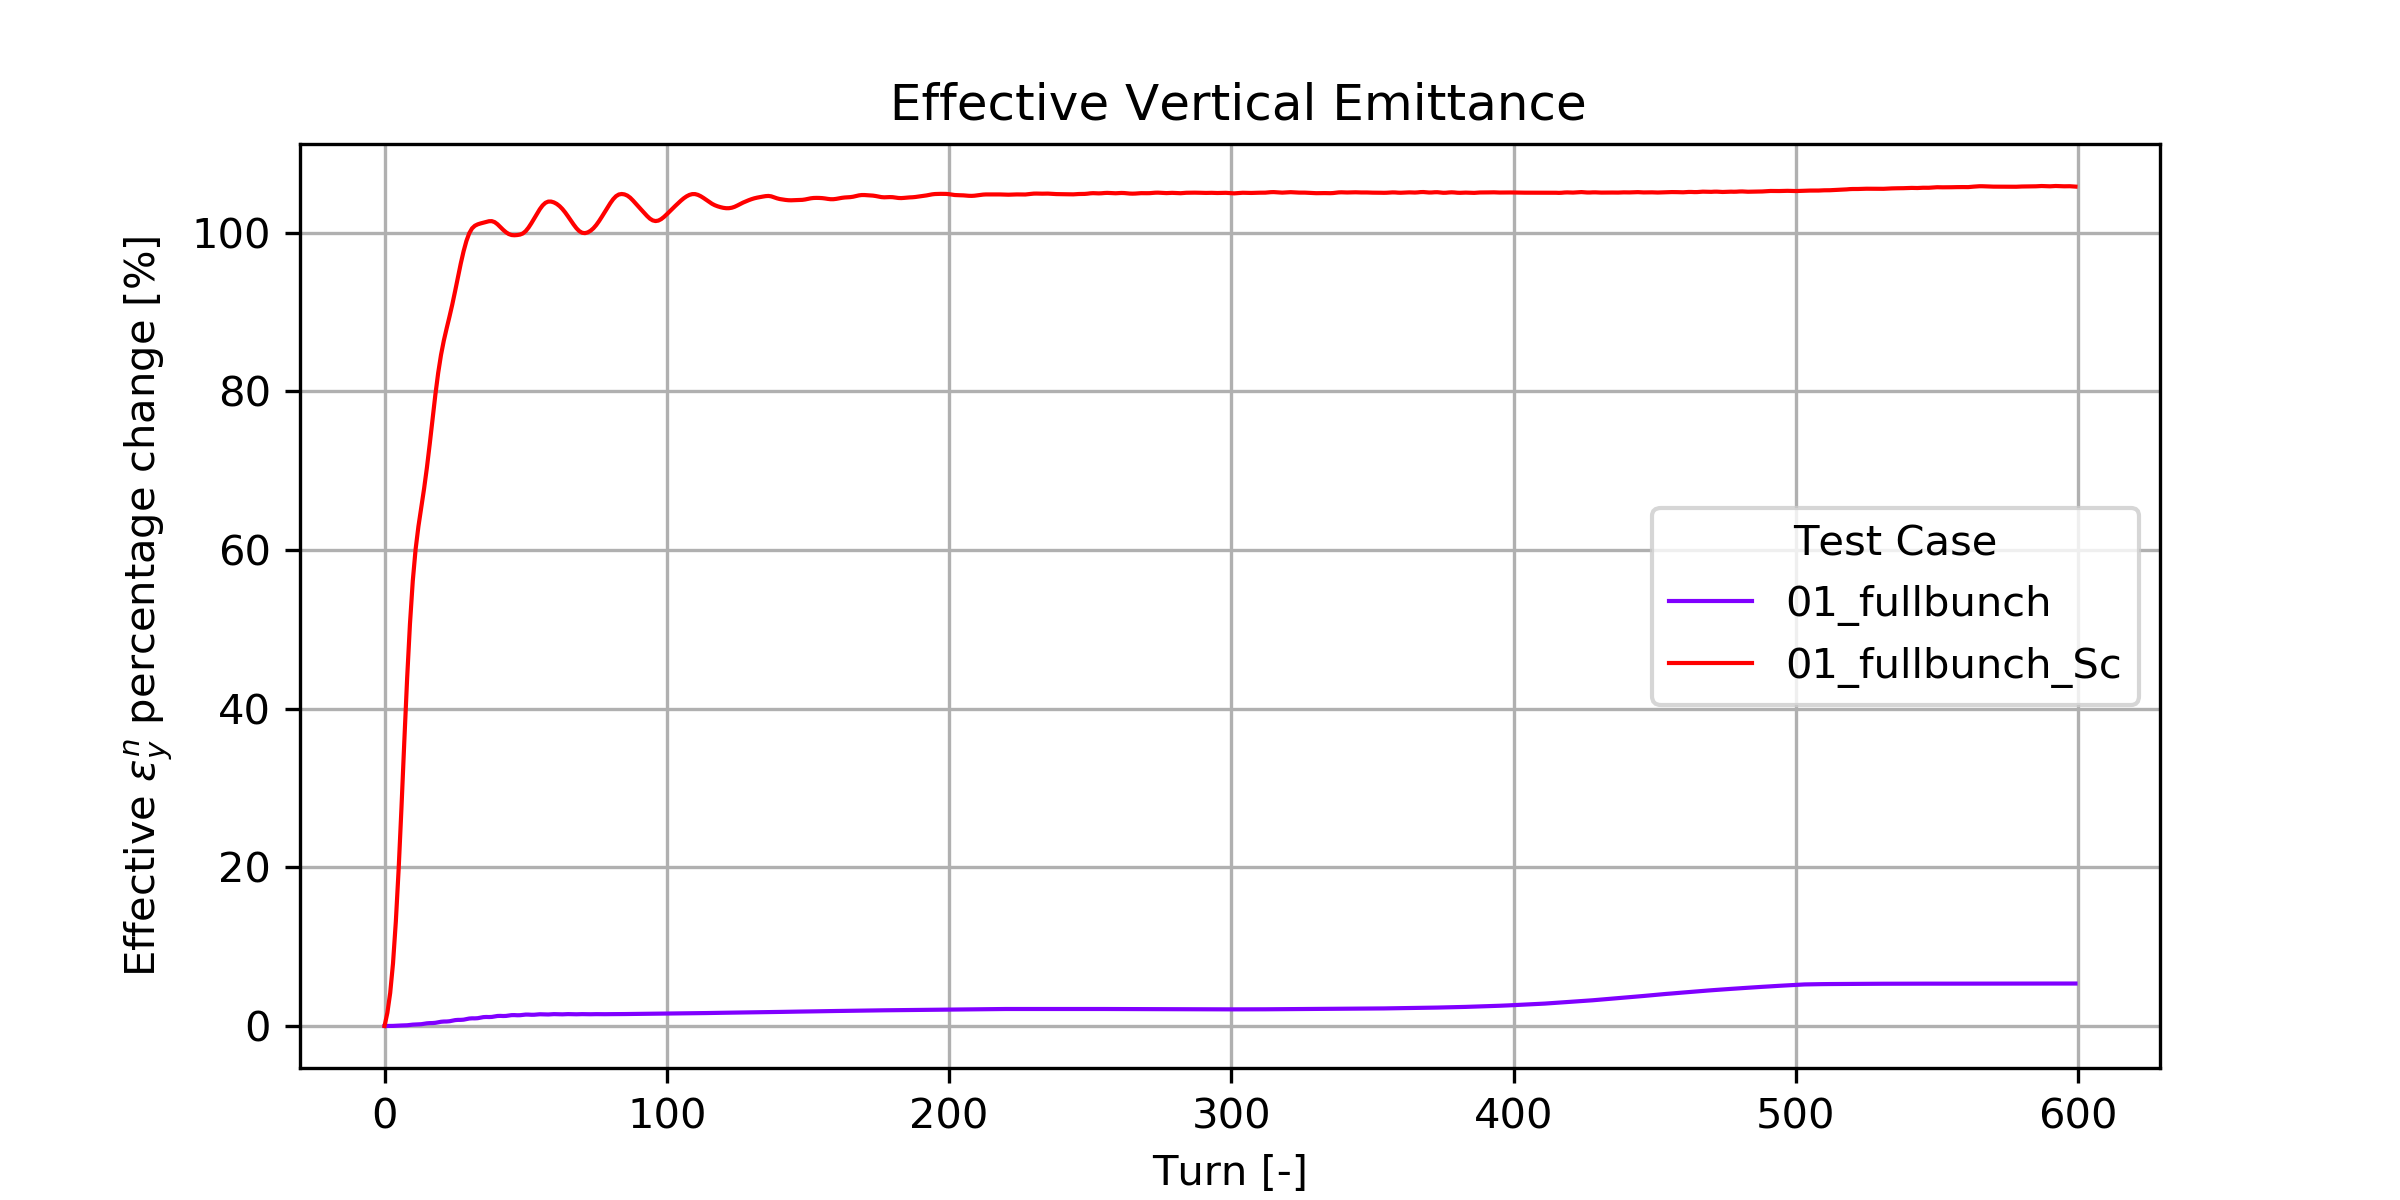 Effective Vertical Emittance
Effective εₙʸ percentage change [%]
100
80
60
40
20
0
Test Case
01_fullbunch
01_fullbunch_Sc
0 100 200 300 400 500 600
Turn [-]